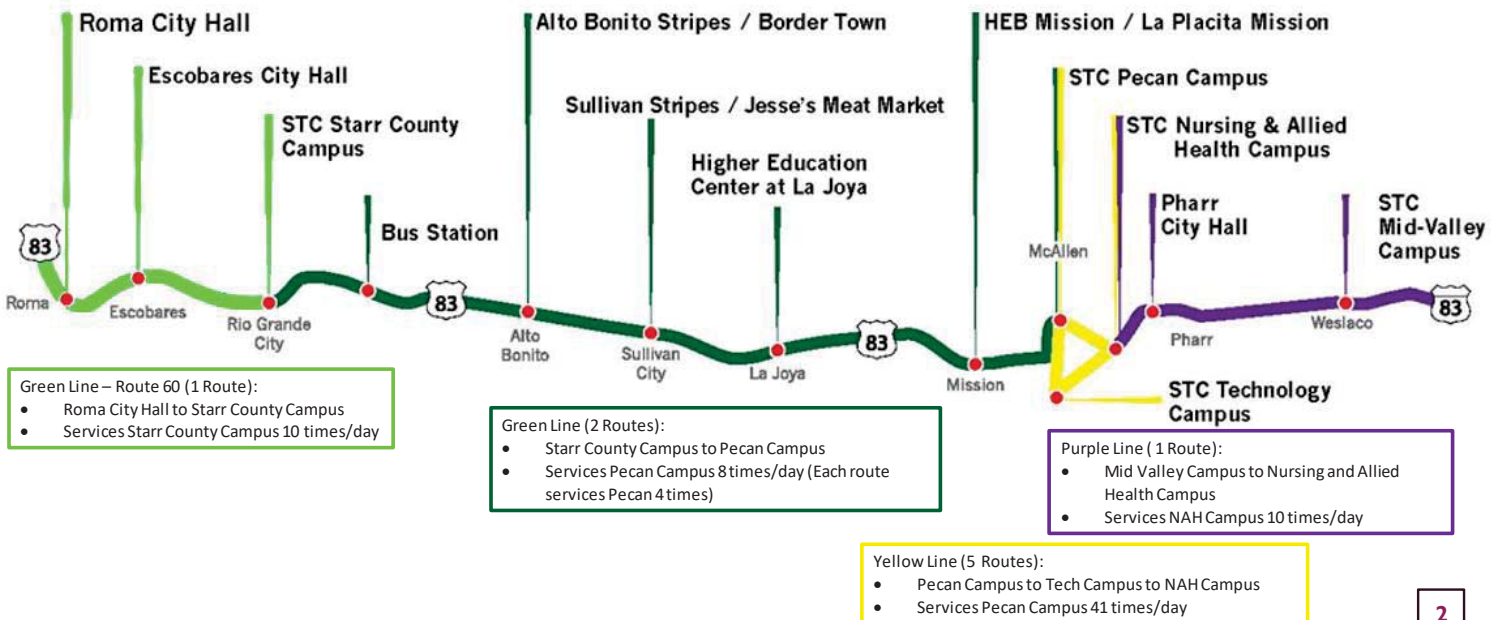 Roma City Hall
Escobares City Hall
STC Starr County
Campus
Bus Station
Alto Bonito Stripes / Border Town
Sullivan Stripes / Jesse's Meat Market
Higher Education
Center at La Joya
HEB Mission / La Placita Mission
STC Pecan Campus
STC Nursing & Allied
Health Campus
Pharr
City Hall
STC
Mid-Valley
Campus
McAllen
83
83
83
83
Roma
Escobares
Rio Grande
City
Alto
Bonito
Sullivan
City
La Joya
Mission
Pharr
Weslaco
STC Technology
Campus
Green Line – Route 60 (1 Route):
• Roma City Hall to Starr County Campus
• Services Starr County Campus 10 times/day
Green Line (2 Routes):
• Starr County Campus to Pecan Campus
• Services Pecan Campus 8 times/day (Each route
services Pecan 4 times)
Purple Line ( 1 Route):
• Mid Valley Campus to Nursing and Allied
Health Campus
• Services NAH Campus 10 times/day
Yellow Line (5 Routes):
• Pecan Campus to Tech Campus to NAH Campus
• Services Pecan Campus 41 times/day
2